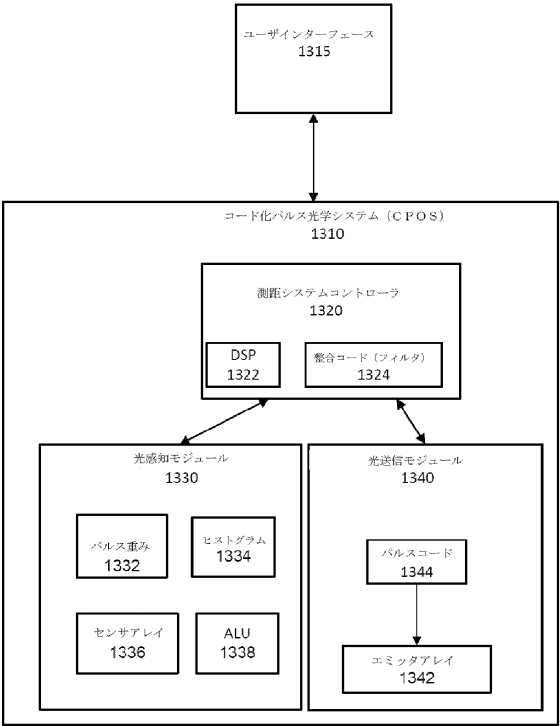 ユーザインターフェース
1315
コード化パルス光学システム（ＣＰＯＳ）
1310
測距システムコントローラ
1320
DSP
1322
整合コード（フィルタ）
1324
光感知モジュール
1330
パルス重み
1332
ヒストグラム
1334
センサアレイ
1336
ALU
1338
光送信モジュール
1340
パルスコード
1344
エミッタアレイ
1342